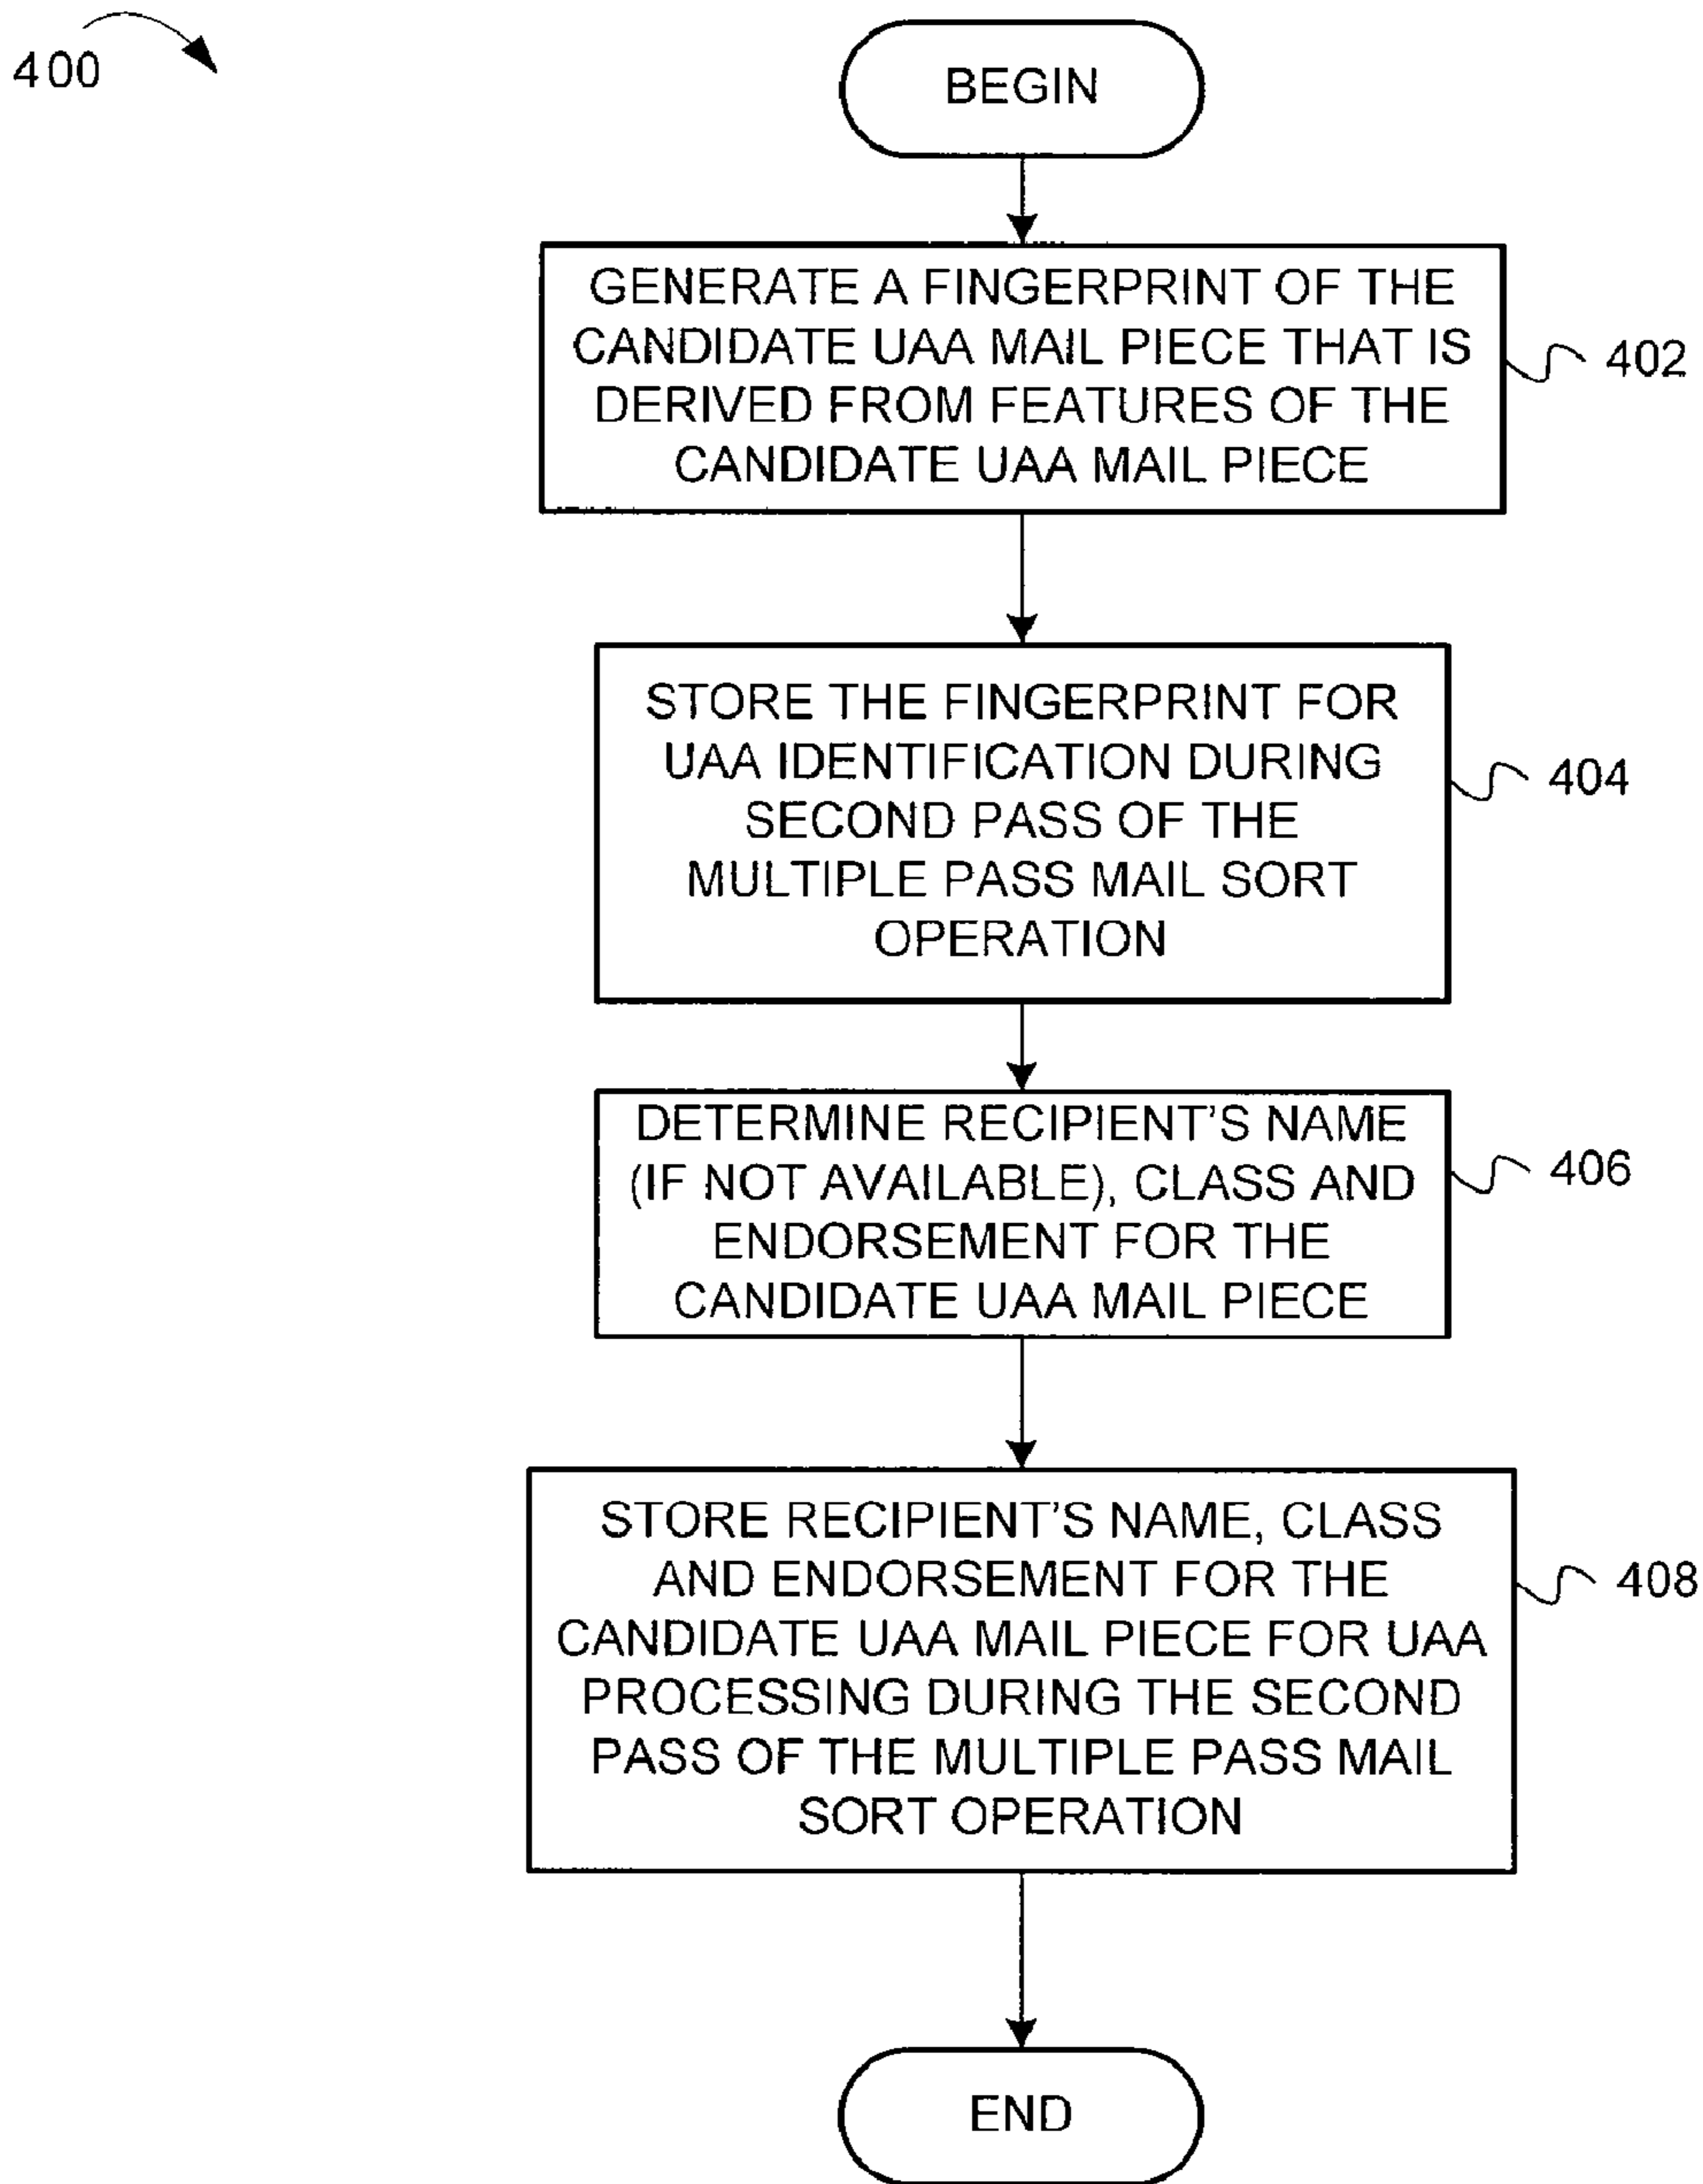 400
BEGIN
GENERATE A FINGERPRINT OF THE
CANDIDATE UAA MAIL PIECE THAT IS
DERIVED FROM FEATURES OF THE
CANDIDATE UAA MAIL PIECE
402
STORE THE FINGERPRINT FOR
UAA IDENTIFICATION DURING
SECOND PASS OF THE
MULTIPLE PASS MAIL SORT
OPERATION
404
DETERMINE RECIPIENT'S NAME
(IF NOT AVAILABLE), CLASS AND
ENDORSEMENT FOR THE
CANDIDATE UAA MAIL PIECE
406
STORE RECIPIENT'S NAME, CLASS
AND ENDORSEMENT FOR THE
CANDIDATE UAA MAIL PIECE FOR UAA
PROCESSING DURING THE SECOND
PASS OF THE MULTIPLE PASS MAIL
SORT OPERATION
408
END